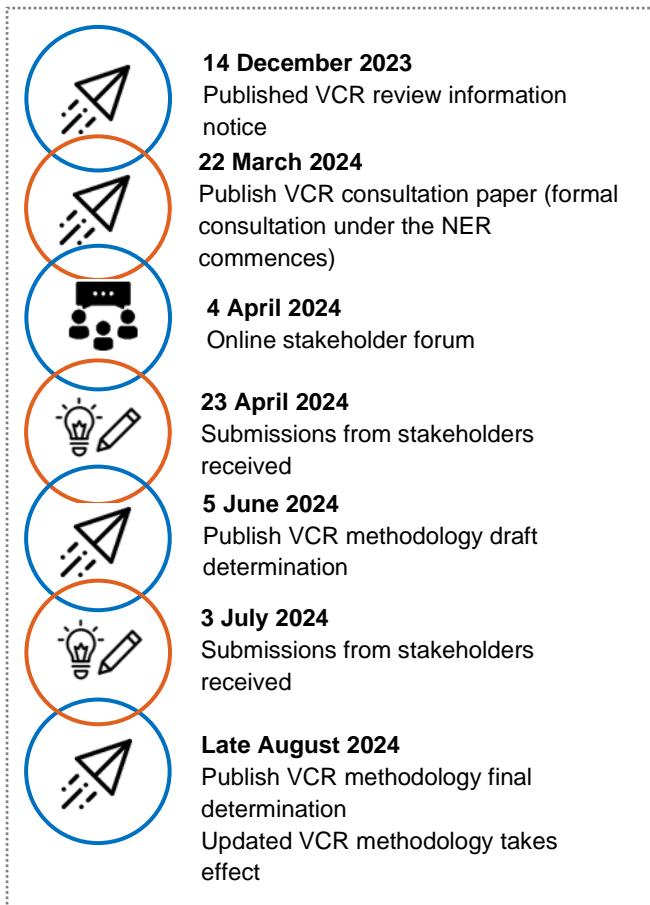 14 December 2023
Published VCR review information
notice
22 March 2024
Publish VCR consultation paper (formal
consultation under the NER
commences)
4 April 2024
Online stakeholder forum
23 April 2024
Submissions from stakeholders
received
5 June 2024
Publish VCR methodology draft
determination
3 July 2024
Submissions from stakeholders
received
Late August 2024
Publish VCR methodology final
determination
Updated VCR methodology takes
effect